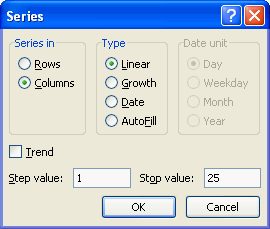 Series
Series in
Type
Date unit
Rows
Linear
Day
Columns
Growth
Weekday
Date
Month
AutoFill
Year
Trend
Step value: 1
Stop value: 25
OK
Cancel